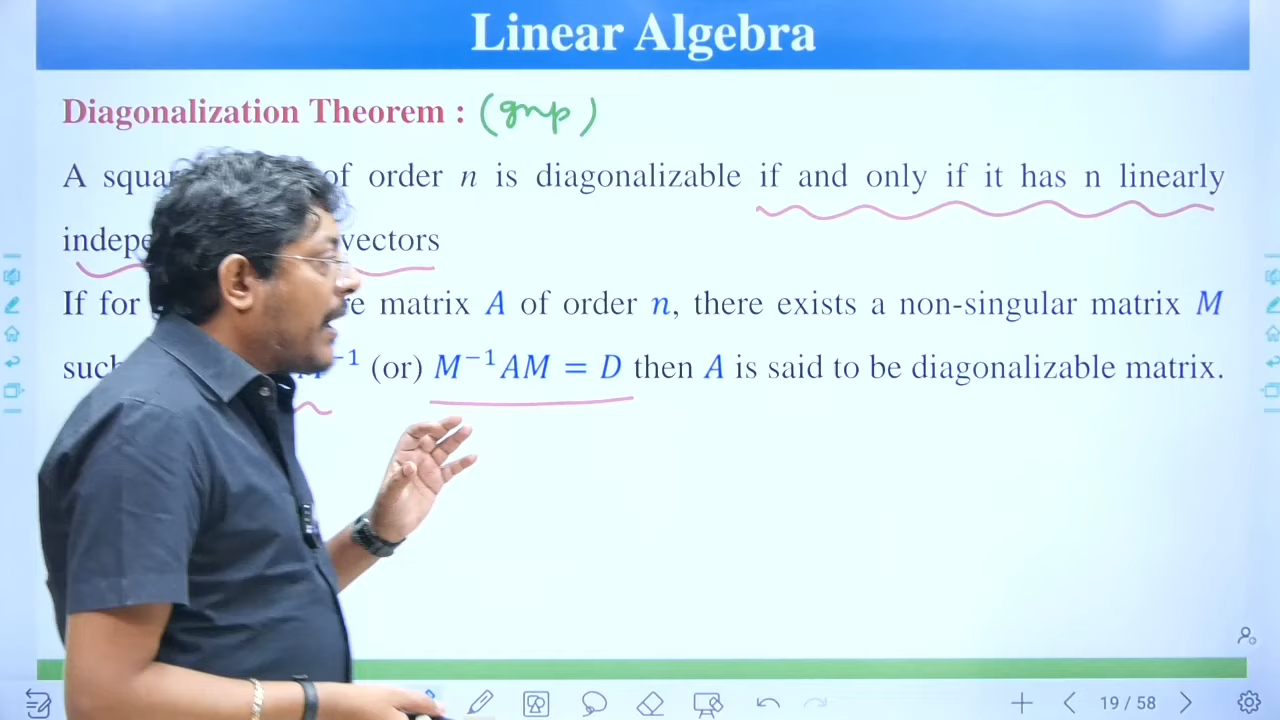 Linear Algebra
Diagonalization Theorem : (gmp)
A squar of order n is diagonalizable if and only if it has n linearly
indepe vectors
If for e matrix A of order n, there exists a non-singular matrix M
such M⁻¹ (or) M⁻¹AM = D then A is said to be diagonalizable matrix.
19 / 58